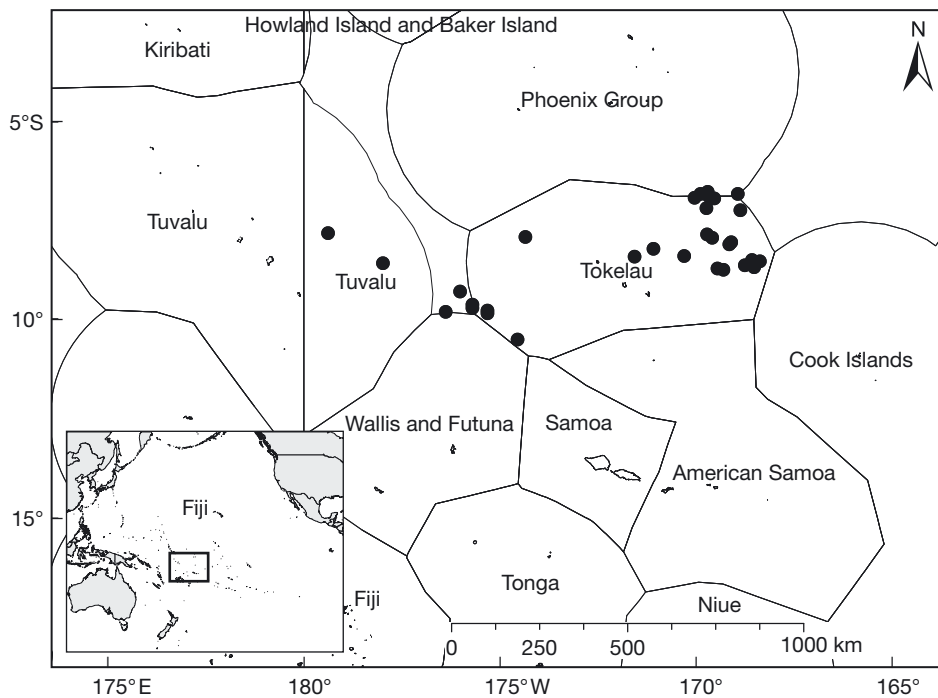 Howland Island and Baker Island
Kiribati
N
Phoenix Group
5°S
Tuvalu
Tuvalu
Tokelau
10°
Cook Islands
Wallis and Futuna
Samoa
American Samoa
Fiji
15°
Tonga
Fiji
Niue
0 250 500 1000 km
175°E 180° 175°W 170° 165°